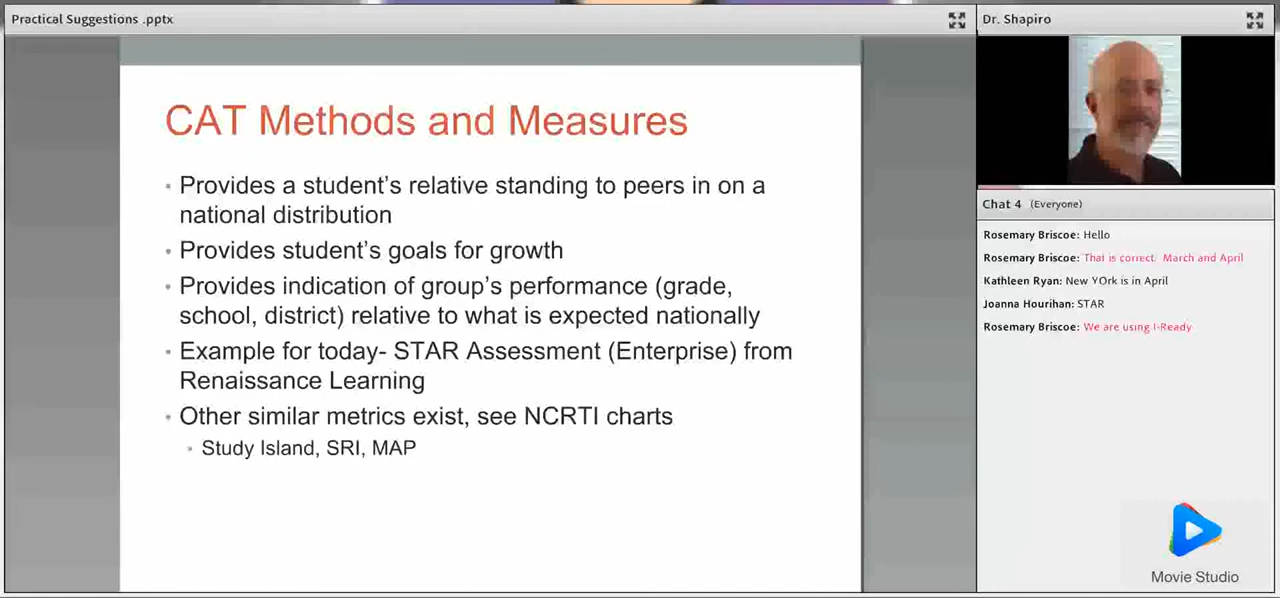 Practical Suggestions .pptx
CAT Methods and Measures
Provides a student's relative standing to peers in on a
national distribution
Provides student's goals for growth
Provides indication of group's performance (grade,
school, district) relative to what is expected nationally
Example for today- STAR Assessment (Enterprise) from
Renaissance Learning
Other similar metrics exist, see NCRTI charts
Study Island, SRI, MAP
Dr. Shapiro
Chat 4 (Everyone)
Rosemary Briscoe: Hello
Rosemary Briscoe: That is correct. March and April
Kathleen Ryan: New YOrk is in April
Joanna Hourihan: STAR
Rosemary Briscoe: We are using I-Ready
Movie Studio